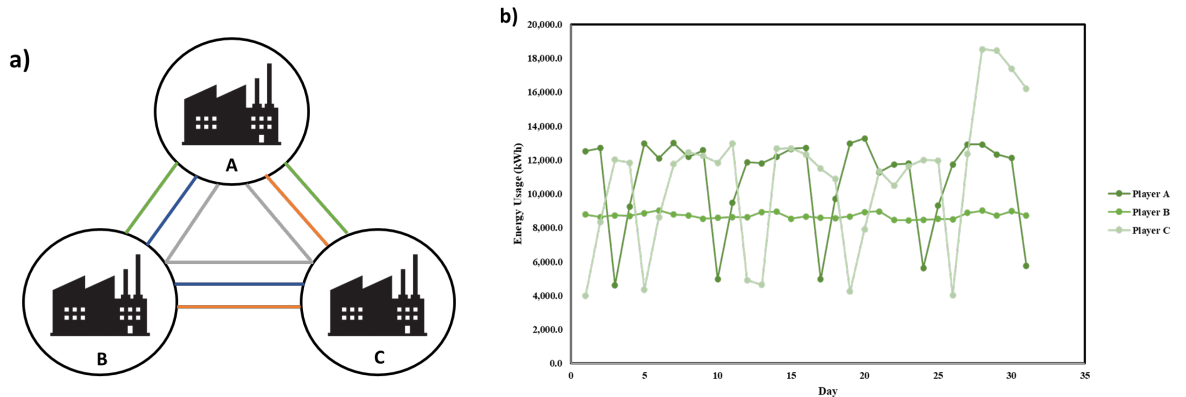 a)
A
B
C
b)
20,000.0
18,000.0
16,000.0
14,000.0
12,000.0
10,000.0
8,000.0
6,000.0
4,000.0
2,000.0
0.0
Energy Usage (kWh)
0 5 10 15 20 25 30 35
Day
Player A
Player B
Player C